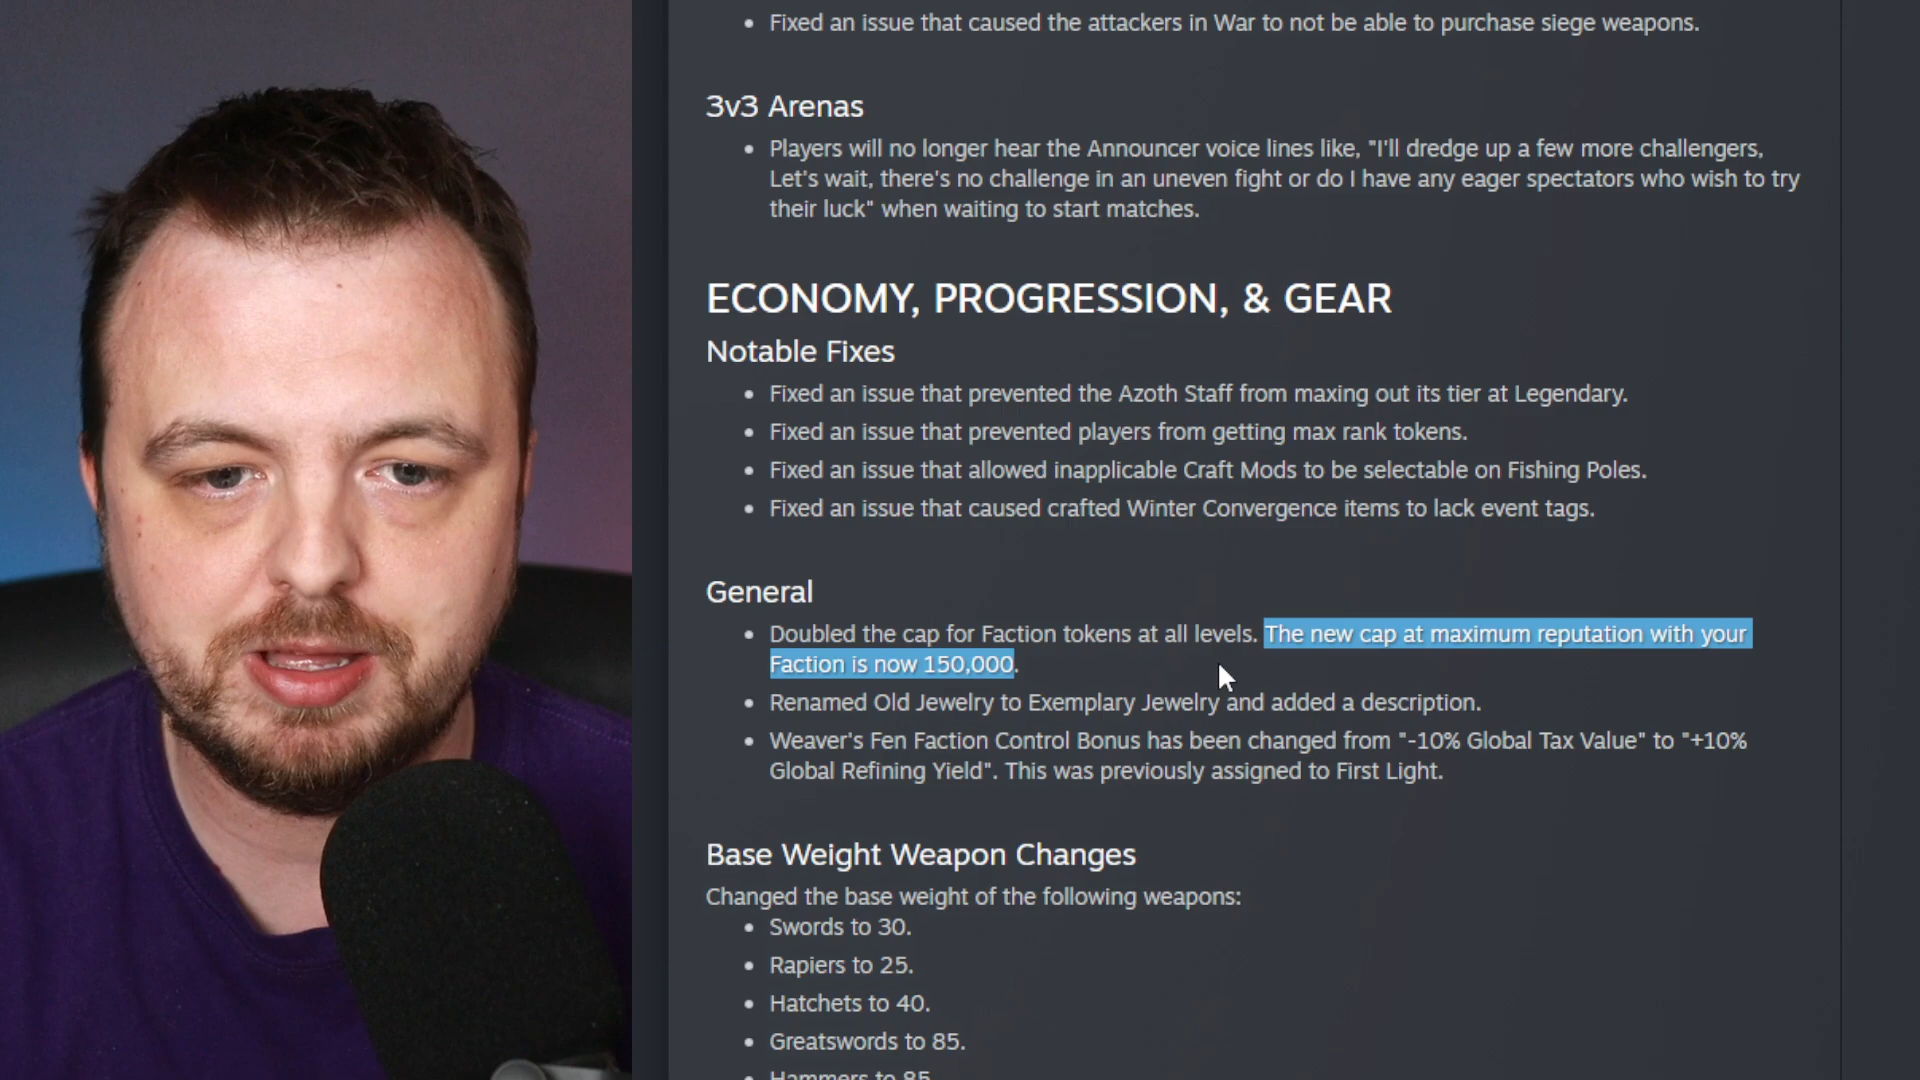 Fixed an issue that caused the attackers in War to not be able to purchase siege weapons.
3v3 Arenas
Players will no longer hear the Announcer voice lines like, "I'll dredge up a few more challengers,
Let's wait, there's no challenge in an uneven fight or do I have any eager spectators who wish to try
their luck" when waiting to start matches.
ECONOMY, PROGRESSION, & GEAR
Notable Fixes
Fixed an issue that prevented the Azoth Staff from maxing out its tier at Legendary.
Fixed an issue that prevented players from getting max rank tokens.
Fixed an issue that allowed inapplicable Craft Mods to be selectable on Fishing Poles.
Fixed an issue that caused crafted Winter Convergence items to lack event tags.
General
Doubled the cap for Faction tokens at all levels. The new cap at maximum reputation with your
Faction is now 150,000.
Renamed Old Jewelry to Exemplary Jewelry and added a description.
Weaver's Fen Faction Control Bonus has been changed from "-10% Global Tax Value" to "+10%
Global Refining Yield". This was previously assigned to First Light.
Base Weight Weapon Changes
Changed the base weight of the following weapons:
Swords to 30.
Rapiers to 25.
Hatchets to 40.
Greatswords to 85.
Hammers to 85.